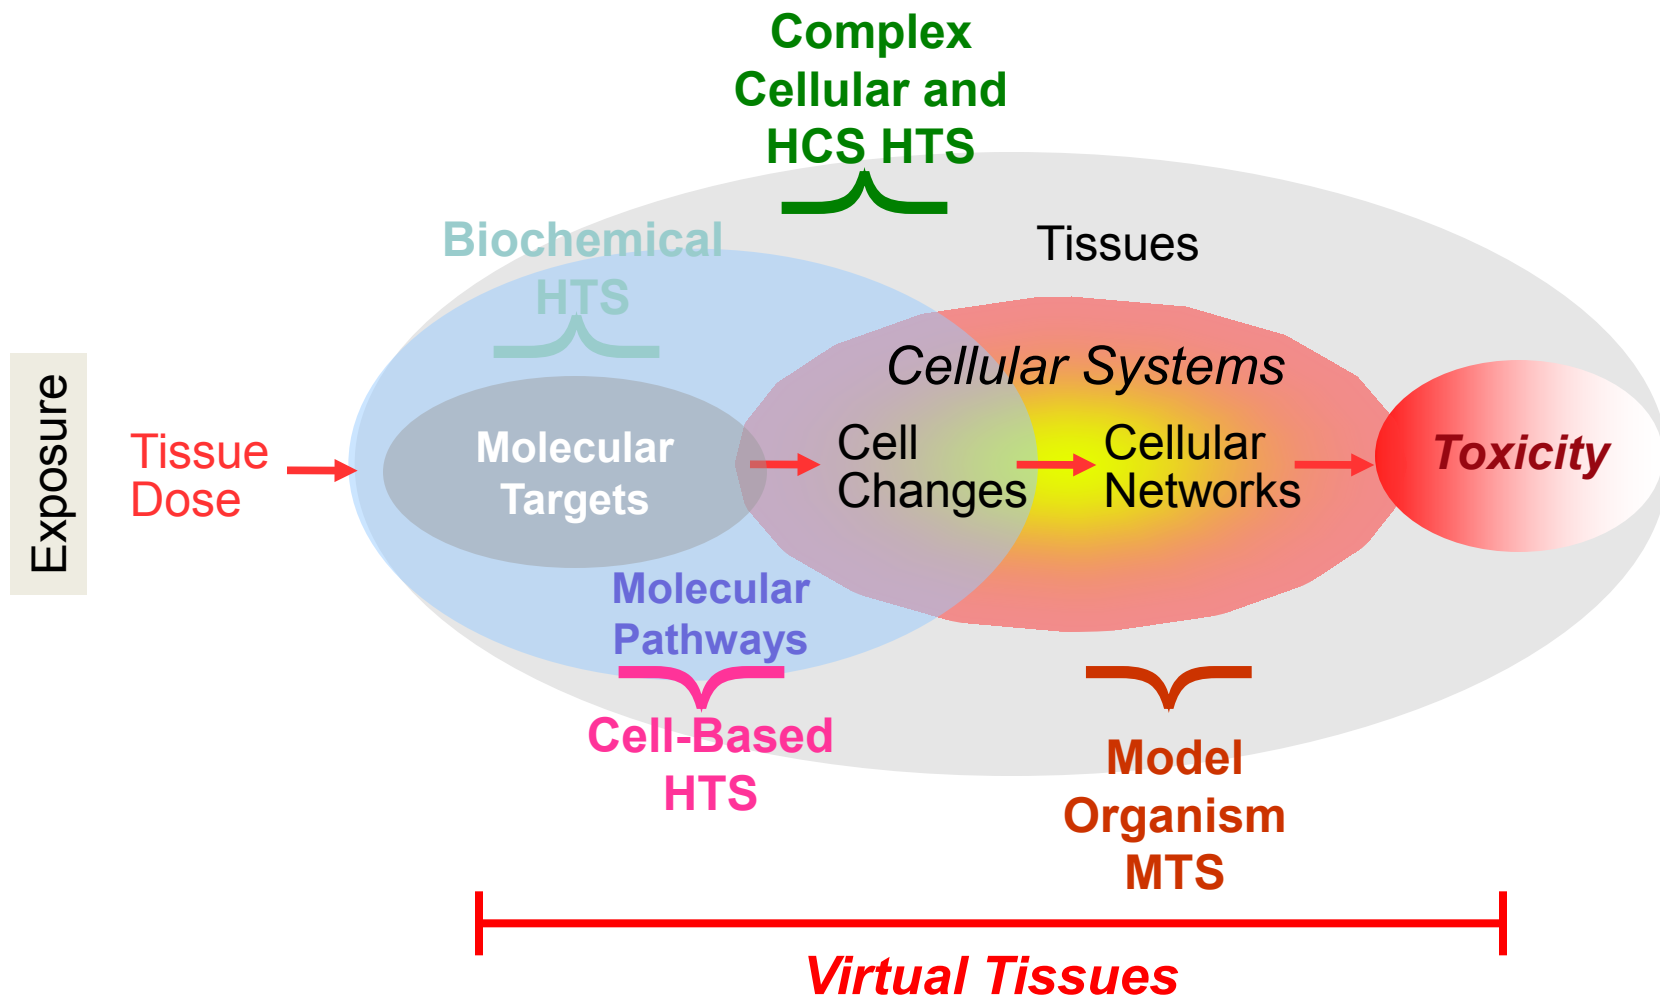 Complex
Cellular and
HCS HTS
Biochemical
HTS
Tissues
Cellular Systems
Exposure
Tissue
Dose
Molecular
Targets
Cell
Changes
Cellular
Networks
Toxicity
Molecular
Pathways
Cell-Based
HTS
Model
Organism
MTS
Virtual Tissues